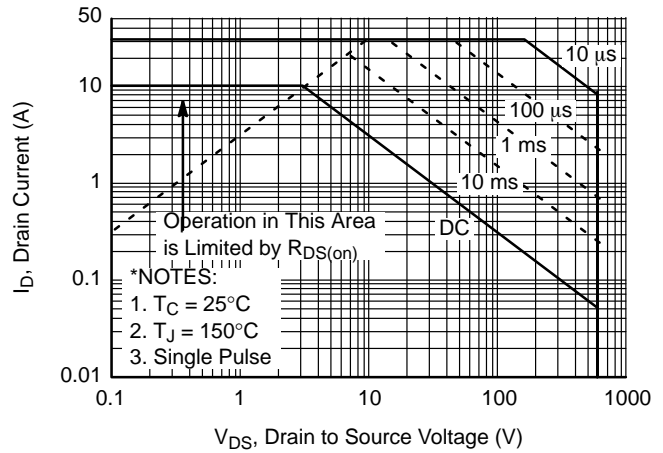 50
10
1
0.1
0.01
I_D, Drain Current (A)
10 μs
100 μs
1 ms
10 ms
DC
Operation in This Area
is Limited by R_DS(on)
*NOTES:
1. T_C = 25°C
2. T_J = 150°C
3. Single Pulse
0.1 1 10 100 1000
V_DS, Drain to Source Voltage (V)